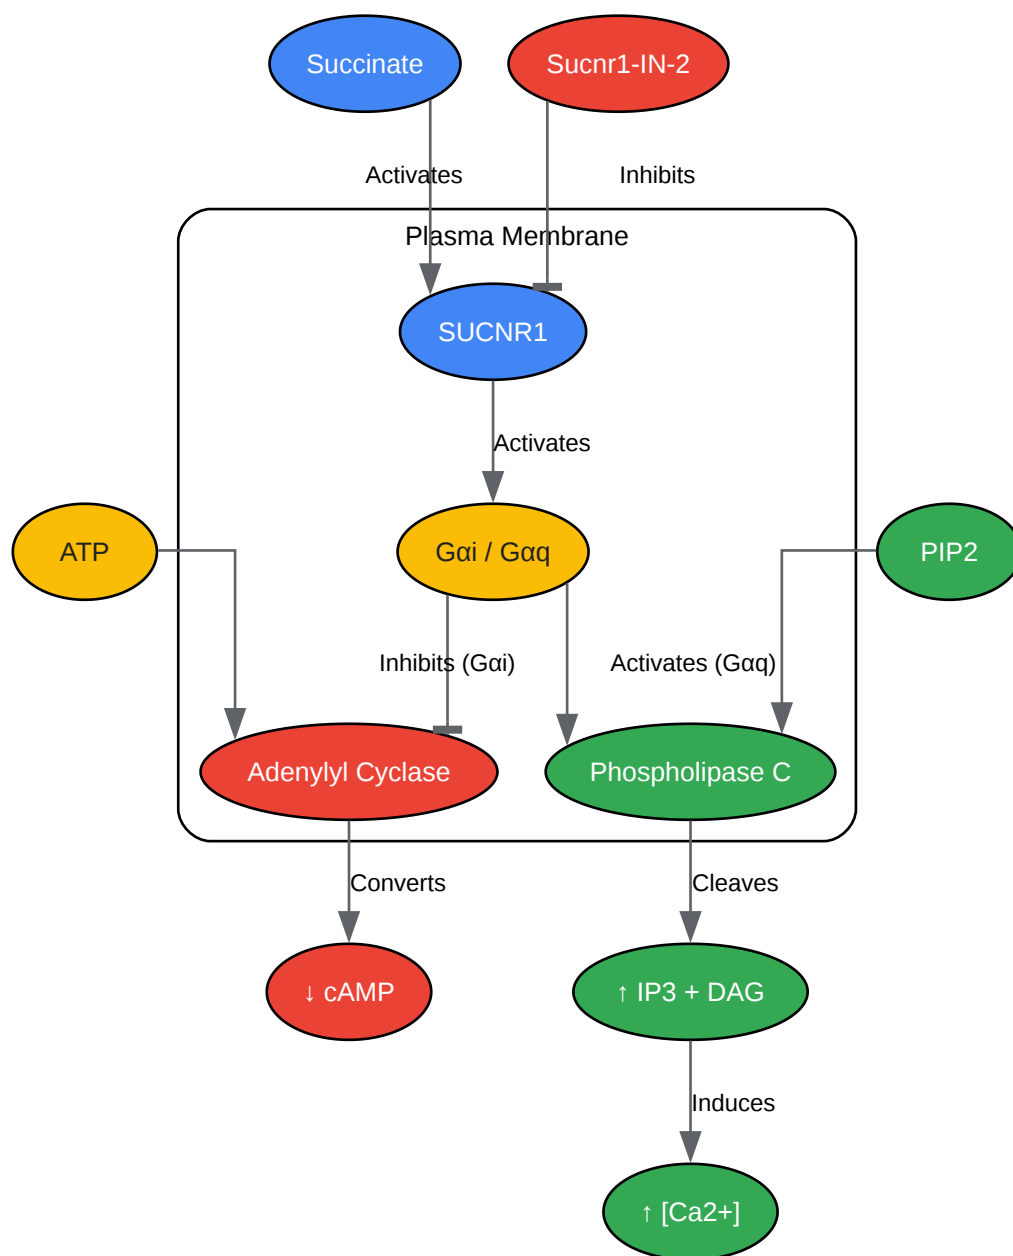 Succinate
Sucnr1-IN-2
Activates
Inhibits
Plasma Membrane
SUCNR1
Activates
ATP
Gαi / Gαq
PIP2
Inhibits (Gαi)
Activates (Gαq)
Adenylyl Cyclase
Phospholipase C
Converts
Cleaves
↓ cAMP
↑ IP3 + DAG
Induces
↑ [Ca2+]